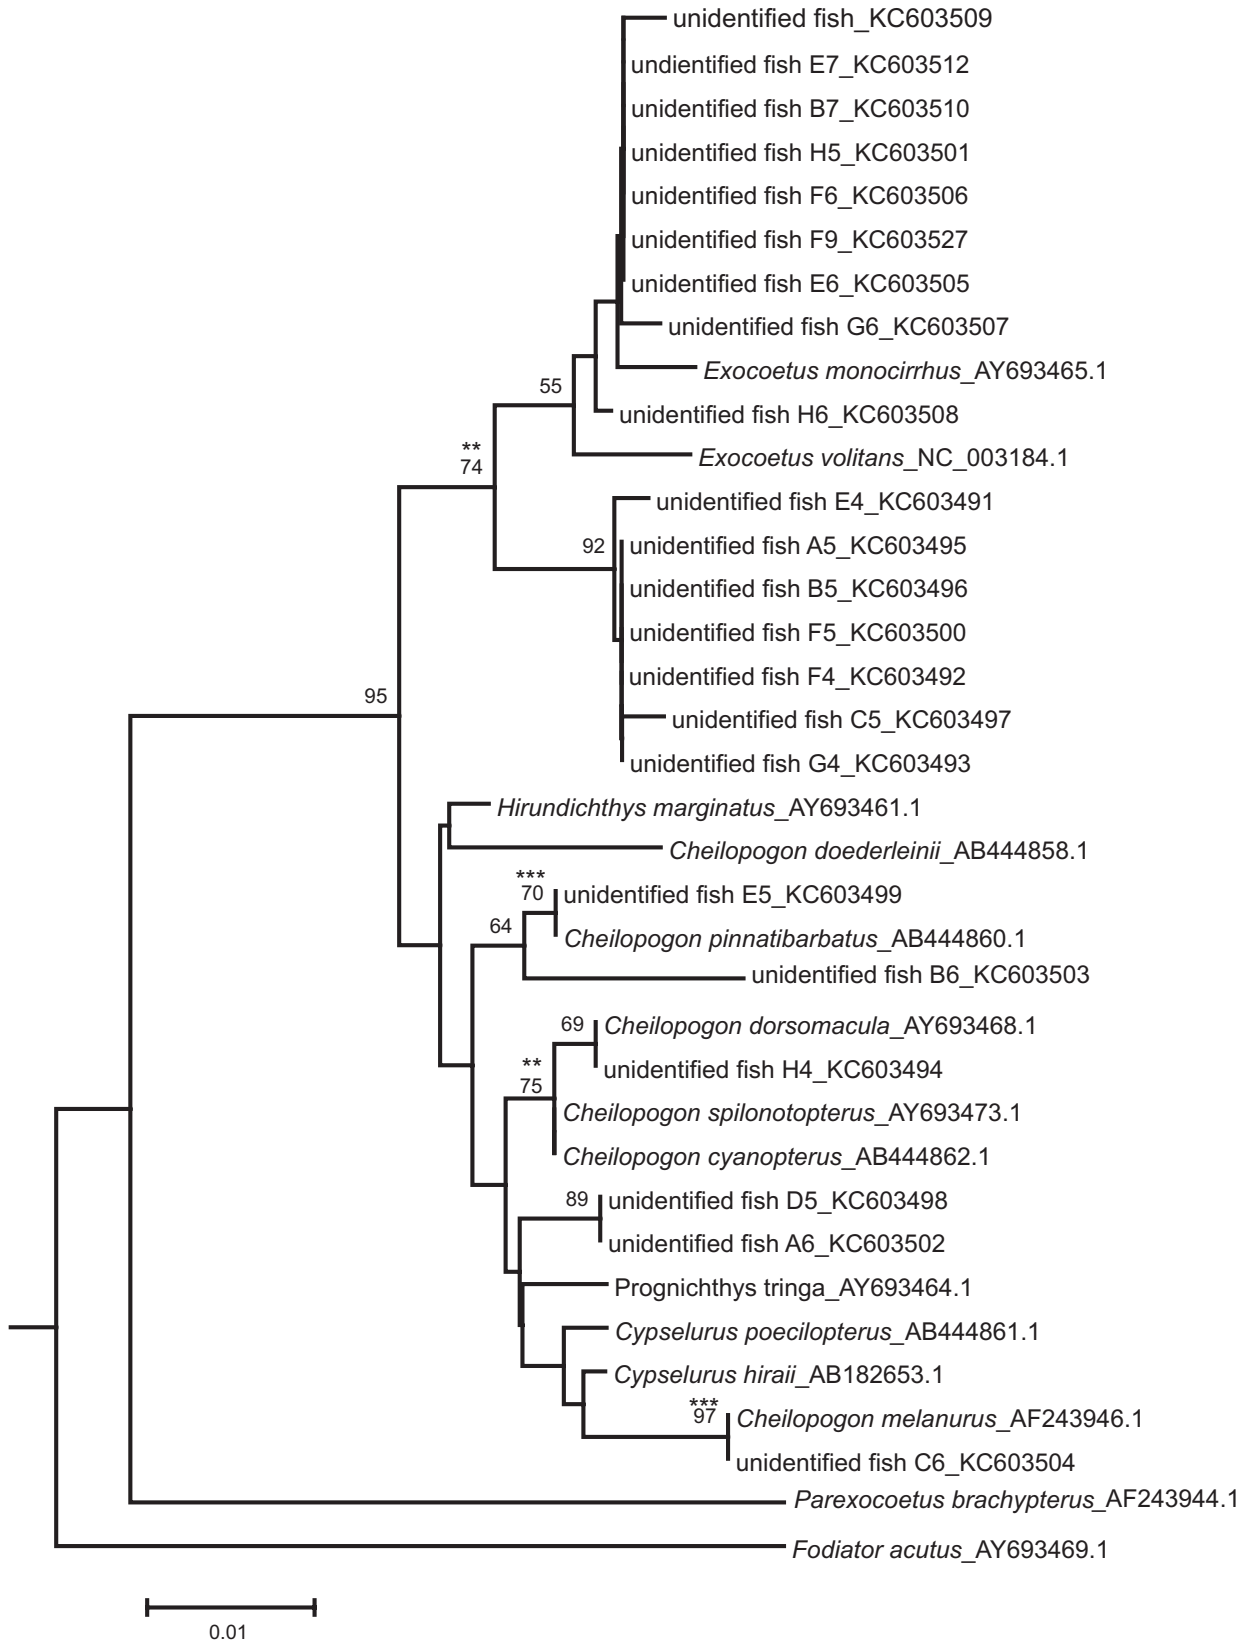 unidentified fish_KC603509
undientified fish E7_KC603512
unidentified fish B7_KC603510
unidentified fish H5_KC603501
unidentified fish F6_KC603506
unidentified fish F9_KC603527
unidentified fish E6_KC603505
unidentified fish G6_KC603507
Exocoetus monocirrhus_AY693465.1
55
unidentified fish H6_KC603508
**
Exocoetus volitans_NC_003184.1
74
unidentified fish E4_KC603491
92
unidentified fish A5_KC603495
unidentified fish B5_KC603496
unidentified fish F5_KC603500
unidentified fish F4_KC603492
95
unidentified fish C5_KC603497
unidentified fish G4_KC603493
Hirundichthys marginatus_AY693461.1
Cheilopogon doederleinii_AB444858.1
***
70
unidentified fish E5_KC603499
64
Cheilopogon pinnatibarbatus_AB444860.1
unidentified fish B6_KC603503
69
Cheilopogon dorsomacula_AY693468.1
**
unidentified fish H4_KC603494
75
Cheilopogon spilonotopterus_AY693473.1
Cheilopogon cyanopterus_AB444862.1
89
unidentified fish D5_KC603498
unidentified fish A6_KC603502
Prognichthys tringa_AY693464.1
Cypselurus poecilopterus_AB444861.1
Cypselurus hiraii_AB182653.1
***
97
Cheilopogon melanurus_AF243946.1
unidentified fish C6_KC603504
Parexocoetus brachypterus_AF243944.1
Fodiator acutus_AY693469.1
0.01